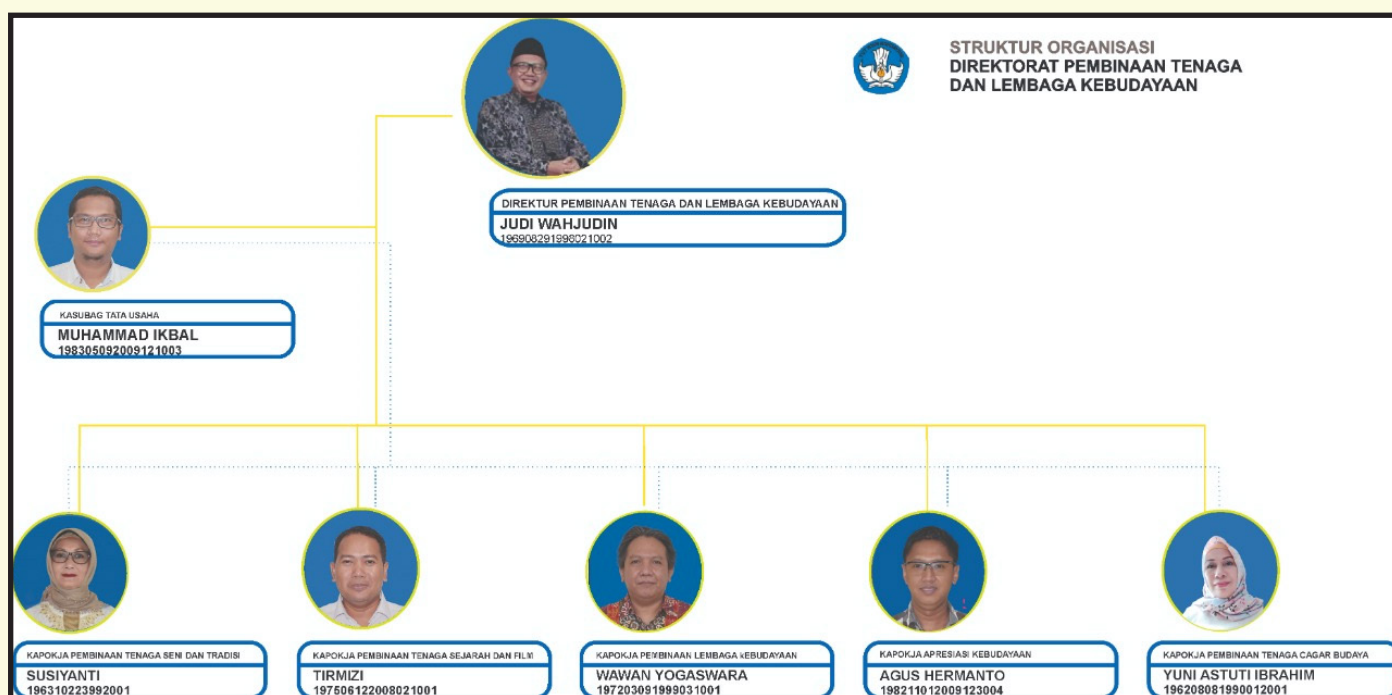 STRUKTUR ORGANISASI
DIREKTORAT PEMBINAAN TENAGA
DAN LEMBAGA KEBUDAYAAN
DIREKTUR PEMBINAAN TENAGA DAN LEMBAGA KEBUDAYAAN
JUDI WAHJUDIN
196908291998021002
KASUBAG TATA USAHA
MUHAMMAD IKBAL
198305092009121003
KAPOKJA PEMBINAAN TENAGA SENI DAN TRADISI
SUSIYANTI
196310223992001
KAPOKJA PEMBINAAN TENAGA SEJARAH DAN FILM
TIRMIZI
197506122008021001
KAPOKJA PEMBINAAN LEMBAGA kEBUDAYAAN
WAWAN YOGASWARA
197203091999031001
KAPOKJA APRESIASI KEBUDAYAAN
AGUS HERMANTO
198211012009123004
KAPOKJA PEMBINAAN TENAGA CAGAR BUDAYA
YUNI ASTUTI IBRAHIM
196208081990012001